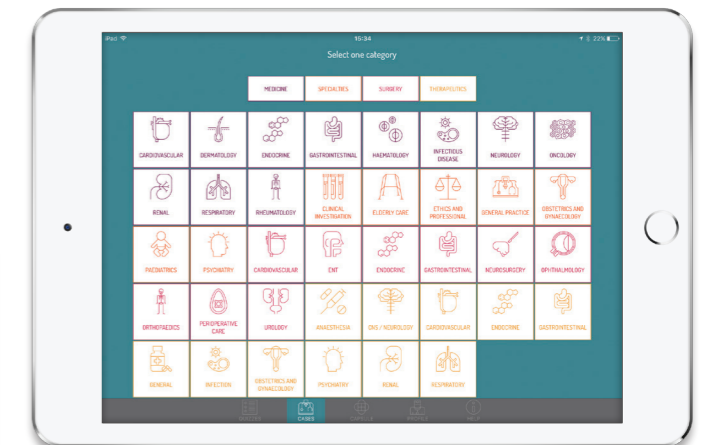 iPad 15:34 22%
Select one category
MEDICINE SPECIALTIES SURGERY THERAPEUTICS
CARDIOVASCULAR DERMATOLOGY ENDOCRINE GASTROINTESTINAL HAEMATOLOGY INFECTIOUS DISEASE NEUROLOGY ONCOLOGY
RENAL RESPIRATORY RHEUMATOLOGY CLINICAL INVESTIGATION ELDERLY CARE ETHICS AND PROFESSIONAL GENERAL PRACTICE OBSTETRICS AND GYNAECOLOGY
PAEDIATRICS PSYCHIATRY CARDIOVASCULAR ENT ENDOCRINE GASTROINTESTINAL NEUROSURGERY OPHTHALMOLOGY
ORTHOPAEDICS PERIOPERATIVE CARE UROLOGY ANAESTHESIA CNS / NEUROLOGY CARDIOVASCULAR ENDOCRINE GASTROINTESTINAL
GENERAL INFECTION OBSTETRICS AND GYNAECOLOGY PSYCHIATRY RENAL RESPIRATORY
CASES HELP